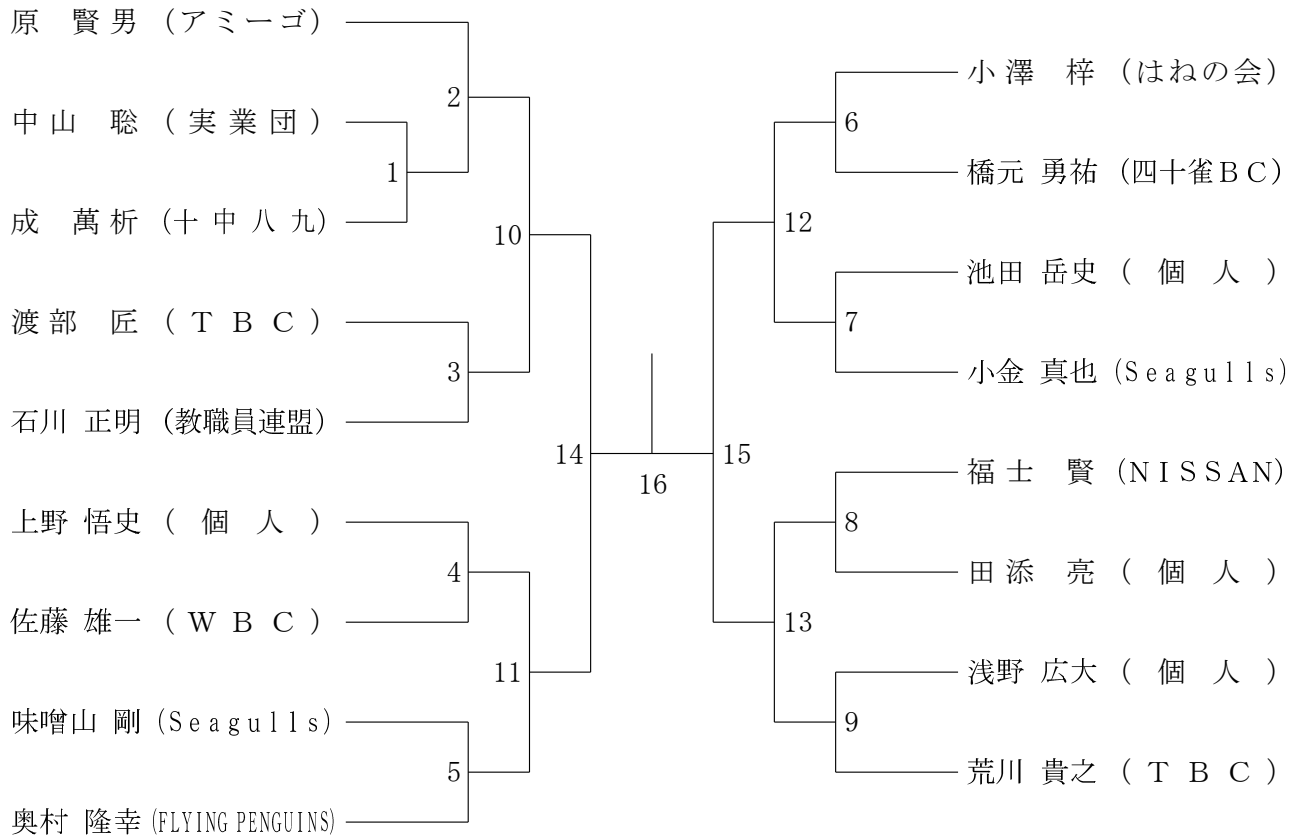 原 賢男 (アミーゴ)
2
中山 聡 (実業団)
1
成 萬析 (十中八九)
10
渡部 匠 (TBC)
3
石川 正明 (教職員連盟)
14
上野 悟史 (個人)
4
佐藤 雄一 (WBC)
11
味噌山 剛 (Seagulls)
5
奥村 隆幸 (FLYING PENGUINS)
16
小澤 梓 (はねの会)
6
橋元 勇祐 (四十雀BC)
12
池田 岳史 (個人)
7
小金 真也 (Seagulls)
15
福士 賢 (NISSAN)
8
田添 亮 (個人)
13
浅野 広大 (個人)
9
荒川 貴之 (TBC)